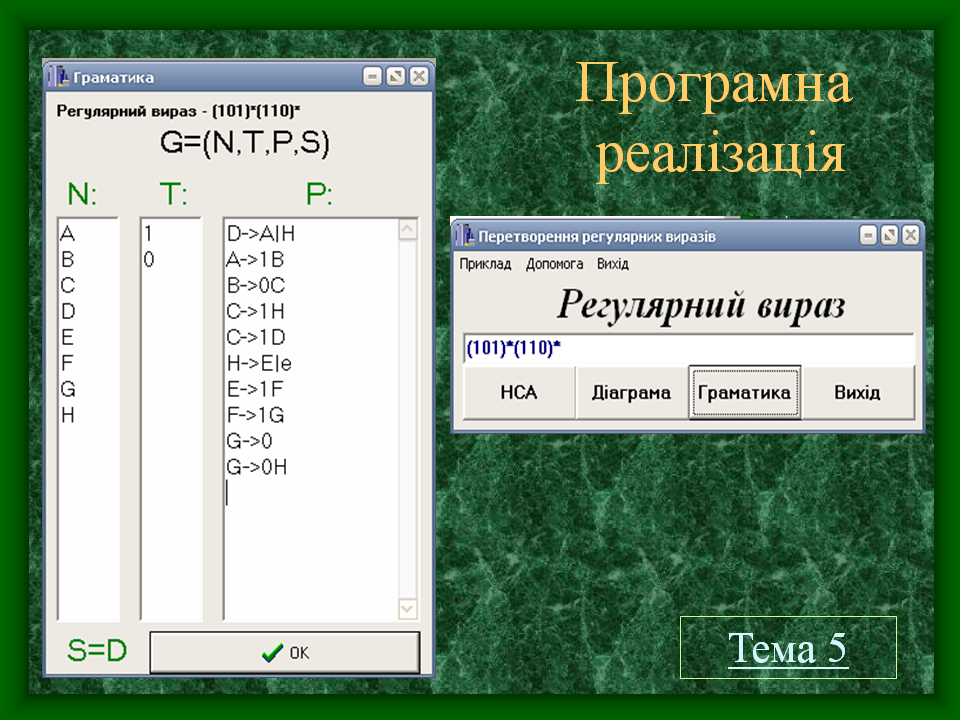 Програмна
реалізація
Граматика
Регулярний вираз - (101)*(110)*
G=(N,T,P,S)
N: T: P:
A
B
C
D
E
F
G
H
1
0
D->A|H
A->1B
B->0C
C->1H
C->1D
H->E|e
E->1F
F->1G
G->0
G->0H
S=D
OK
Перетворення регулярних виразів
Приклад Допомога Вихід
Регулярний вираз
(101)*(110)*
НСА Діаграма Граматика Вихід
Тема 5